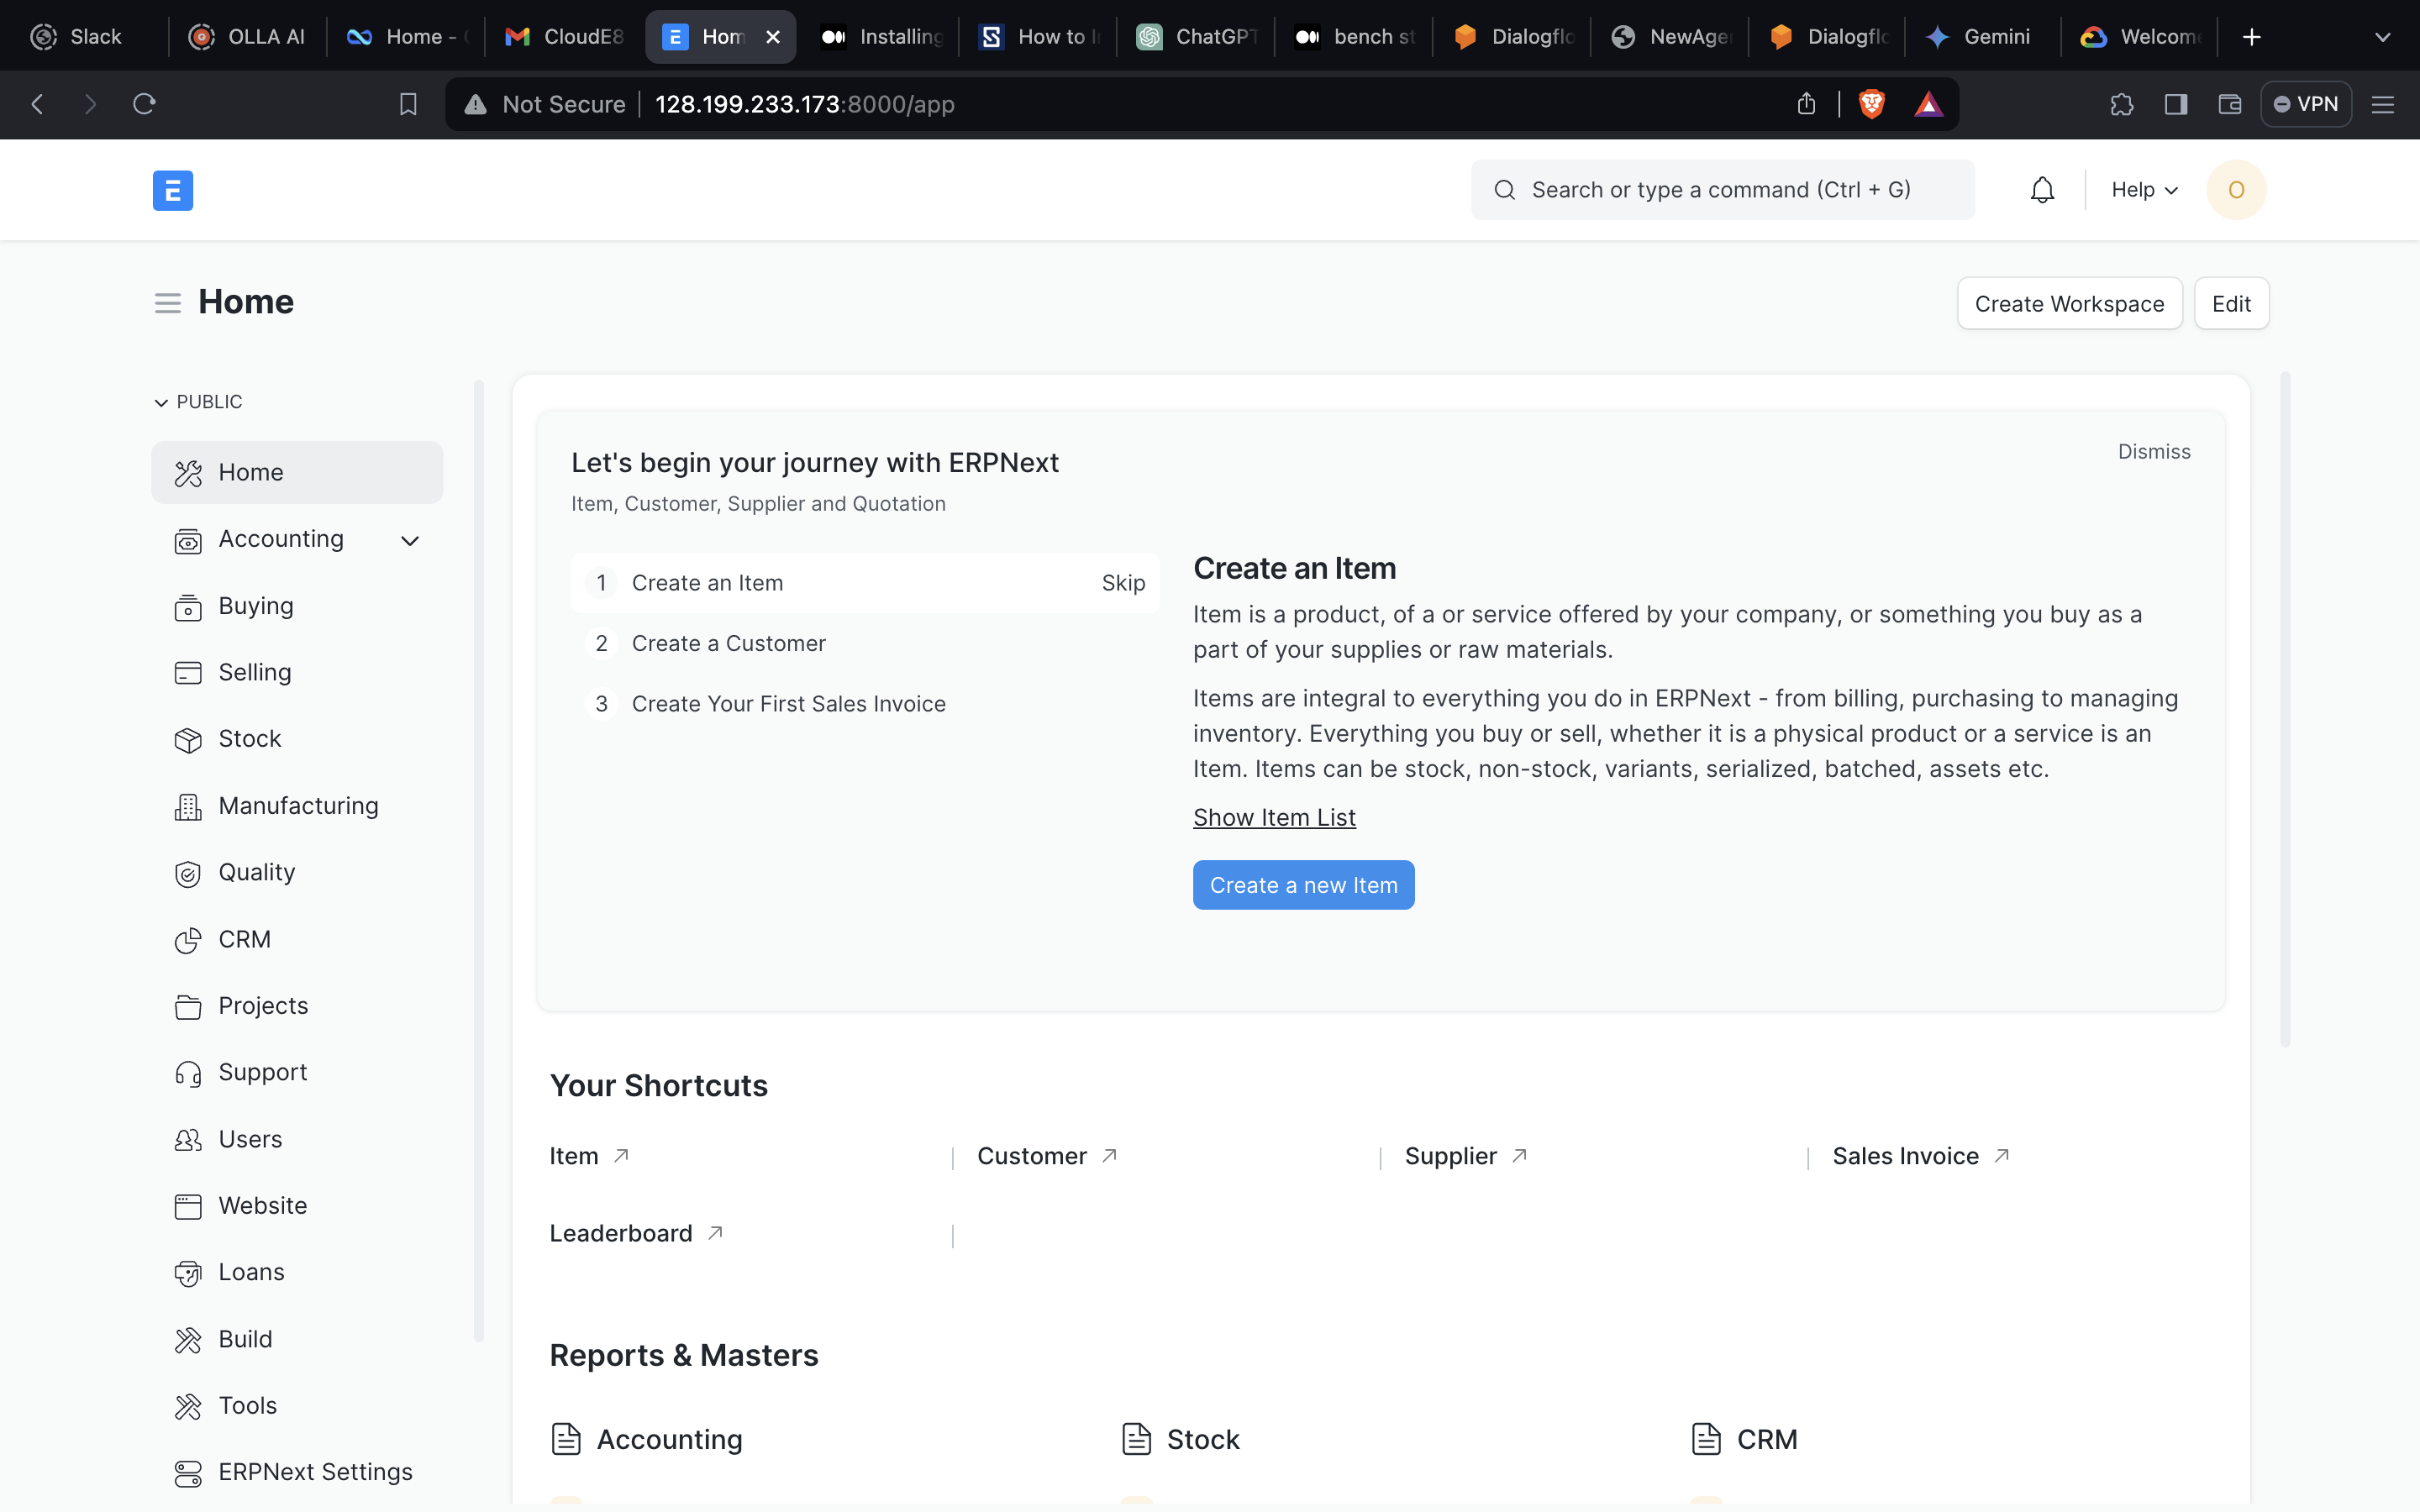 Slack
OLLA AI
Home -
CloudE8
Hom
Installing
How to I
ChatGPT
bench st
Dialogflo
NewAge
Dialogflo
Gemini
Welcome
Not Secure
128.199.233.173:8000/app
VPN
E
Search or type a command (Ctrl + G)
Help
O
Home
Create Workspace
Edit
PUBLIC
Home
Accounting
Buying
Selling
Stock
Manufacturing
Quality
CRM
Projects
Support
Users
Website
Loans
Build
Tools
ERPNext Settings
Let's begin your journey with ERPNext
Dismiss
Item, Customer, Supplier and Quotation
1 Create an Item Skip
2 Create a Customer
3 Create Your First Sales Invoice
Create an Item
Item is a product, of a or service offered by your company, or something you buy as a
part of your supplies or raw materials.
Items are integral to everything you do in ERPNext - from billing, purchasing to managing
inventory. Everything you buy or sell, whether it is a physical product or a service is an
Item. Items can be stock, non-stock, variants, serialized, batched, assets etc.
Show Item List
Create a new Item
Your Shortcuts
Item
Customer
Supplier
Sales Invoice
Leaderboard
Reports & Masters
Accounting
Stock
CRM